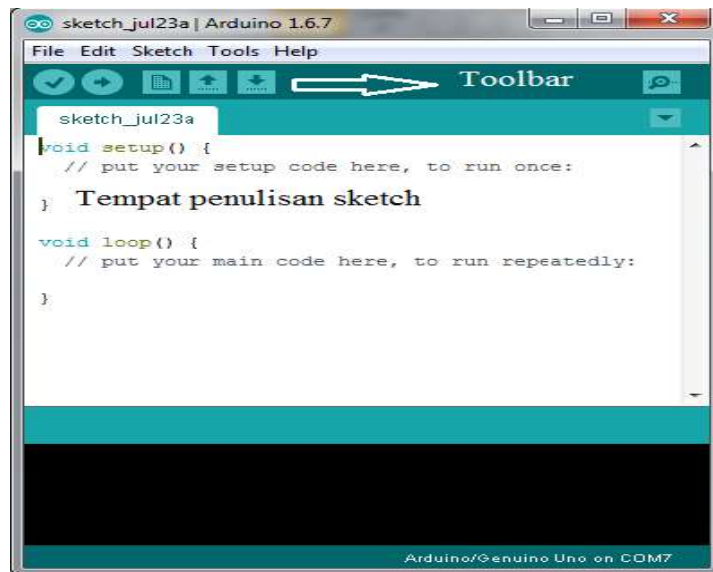 sketch_jul23a | Arduino 1.6.7
File Edit Sketch Tools Help
Toolbar
sketch_jul23a
void setup() {
// put your setup code here, to run once:
Tempat penulisan sketch
}
void loop() {
// put your main code here, to run repeatedly:
}
Arduino/Genuino Uno on COM7